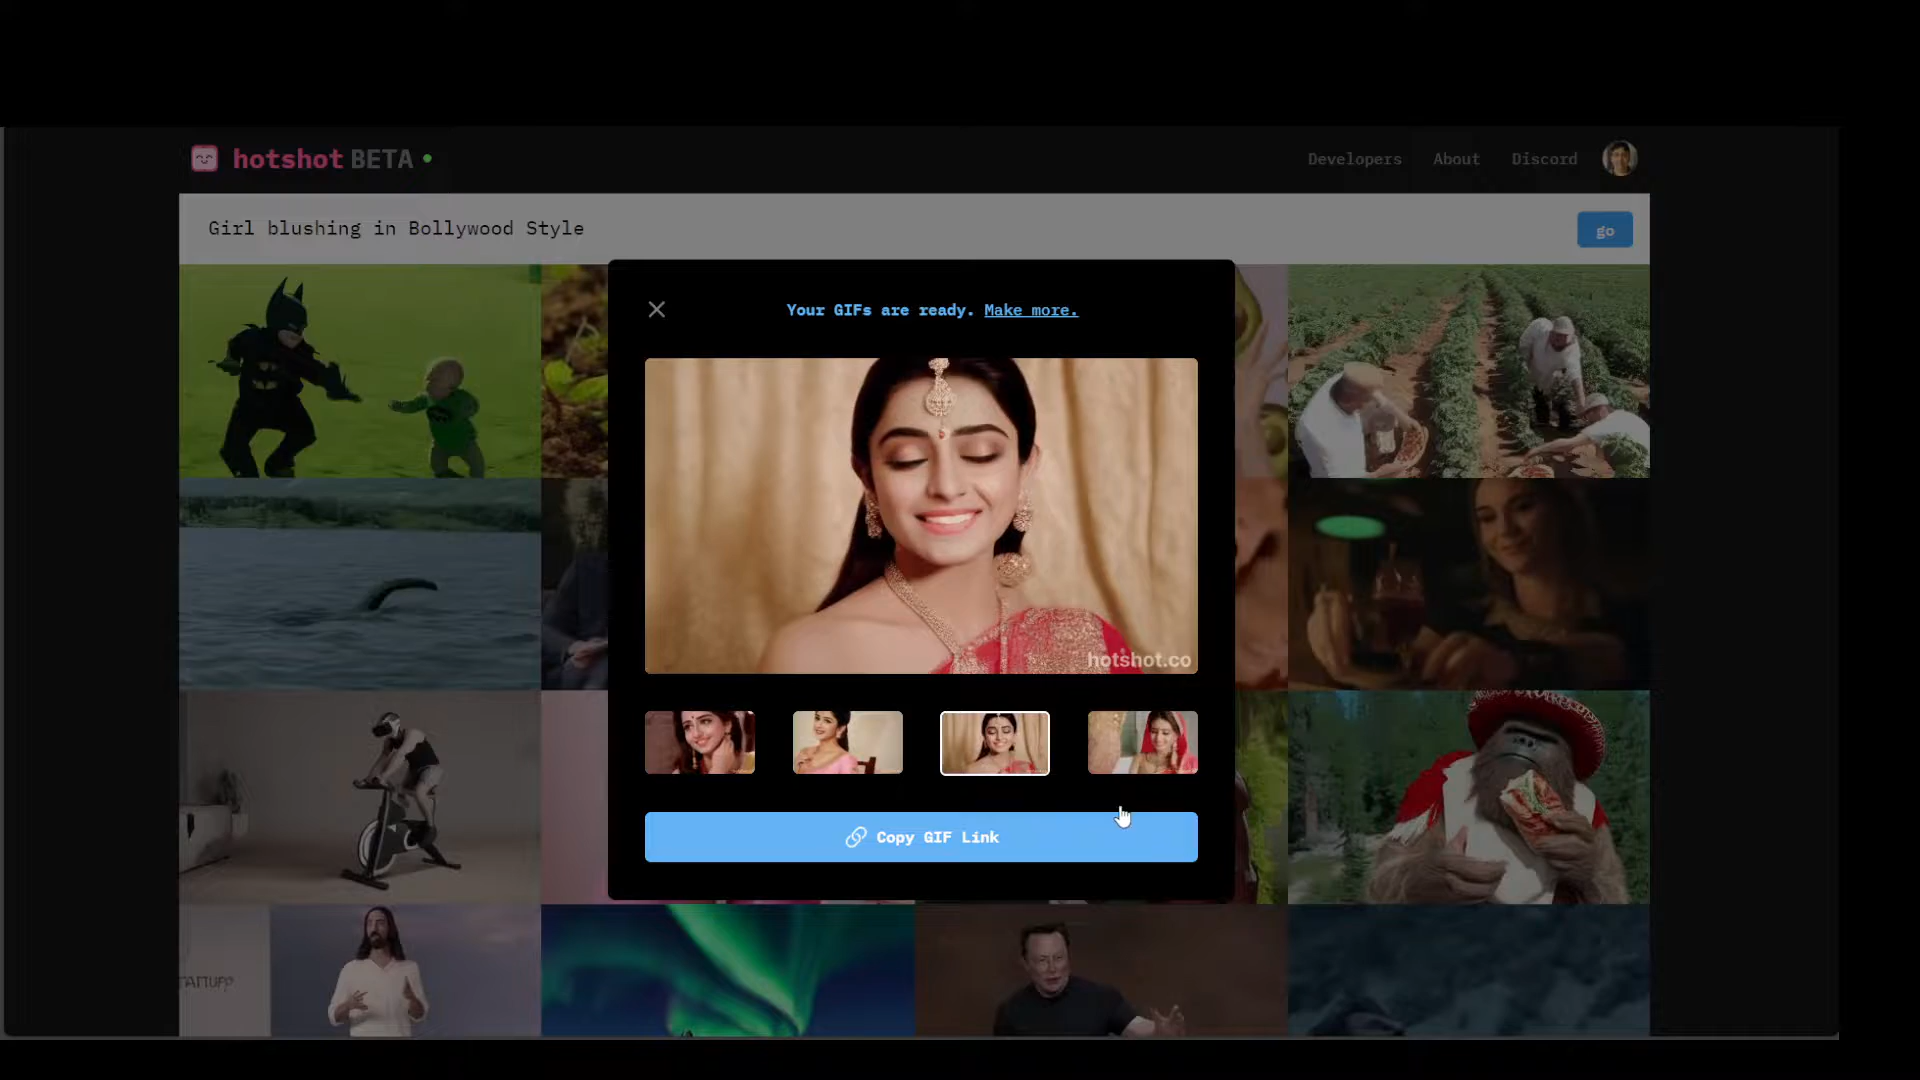 hotshot BETA
Developers About Discord
Girl blushing in Bollywood Style
go
Your GIFs are ready. Make more.
hotshot.co
Copy GIF Link